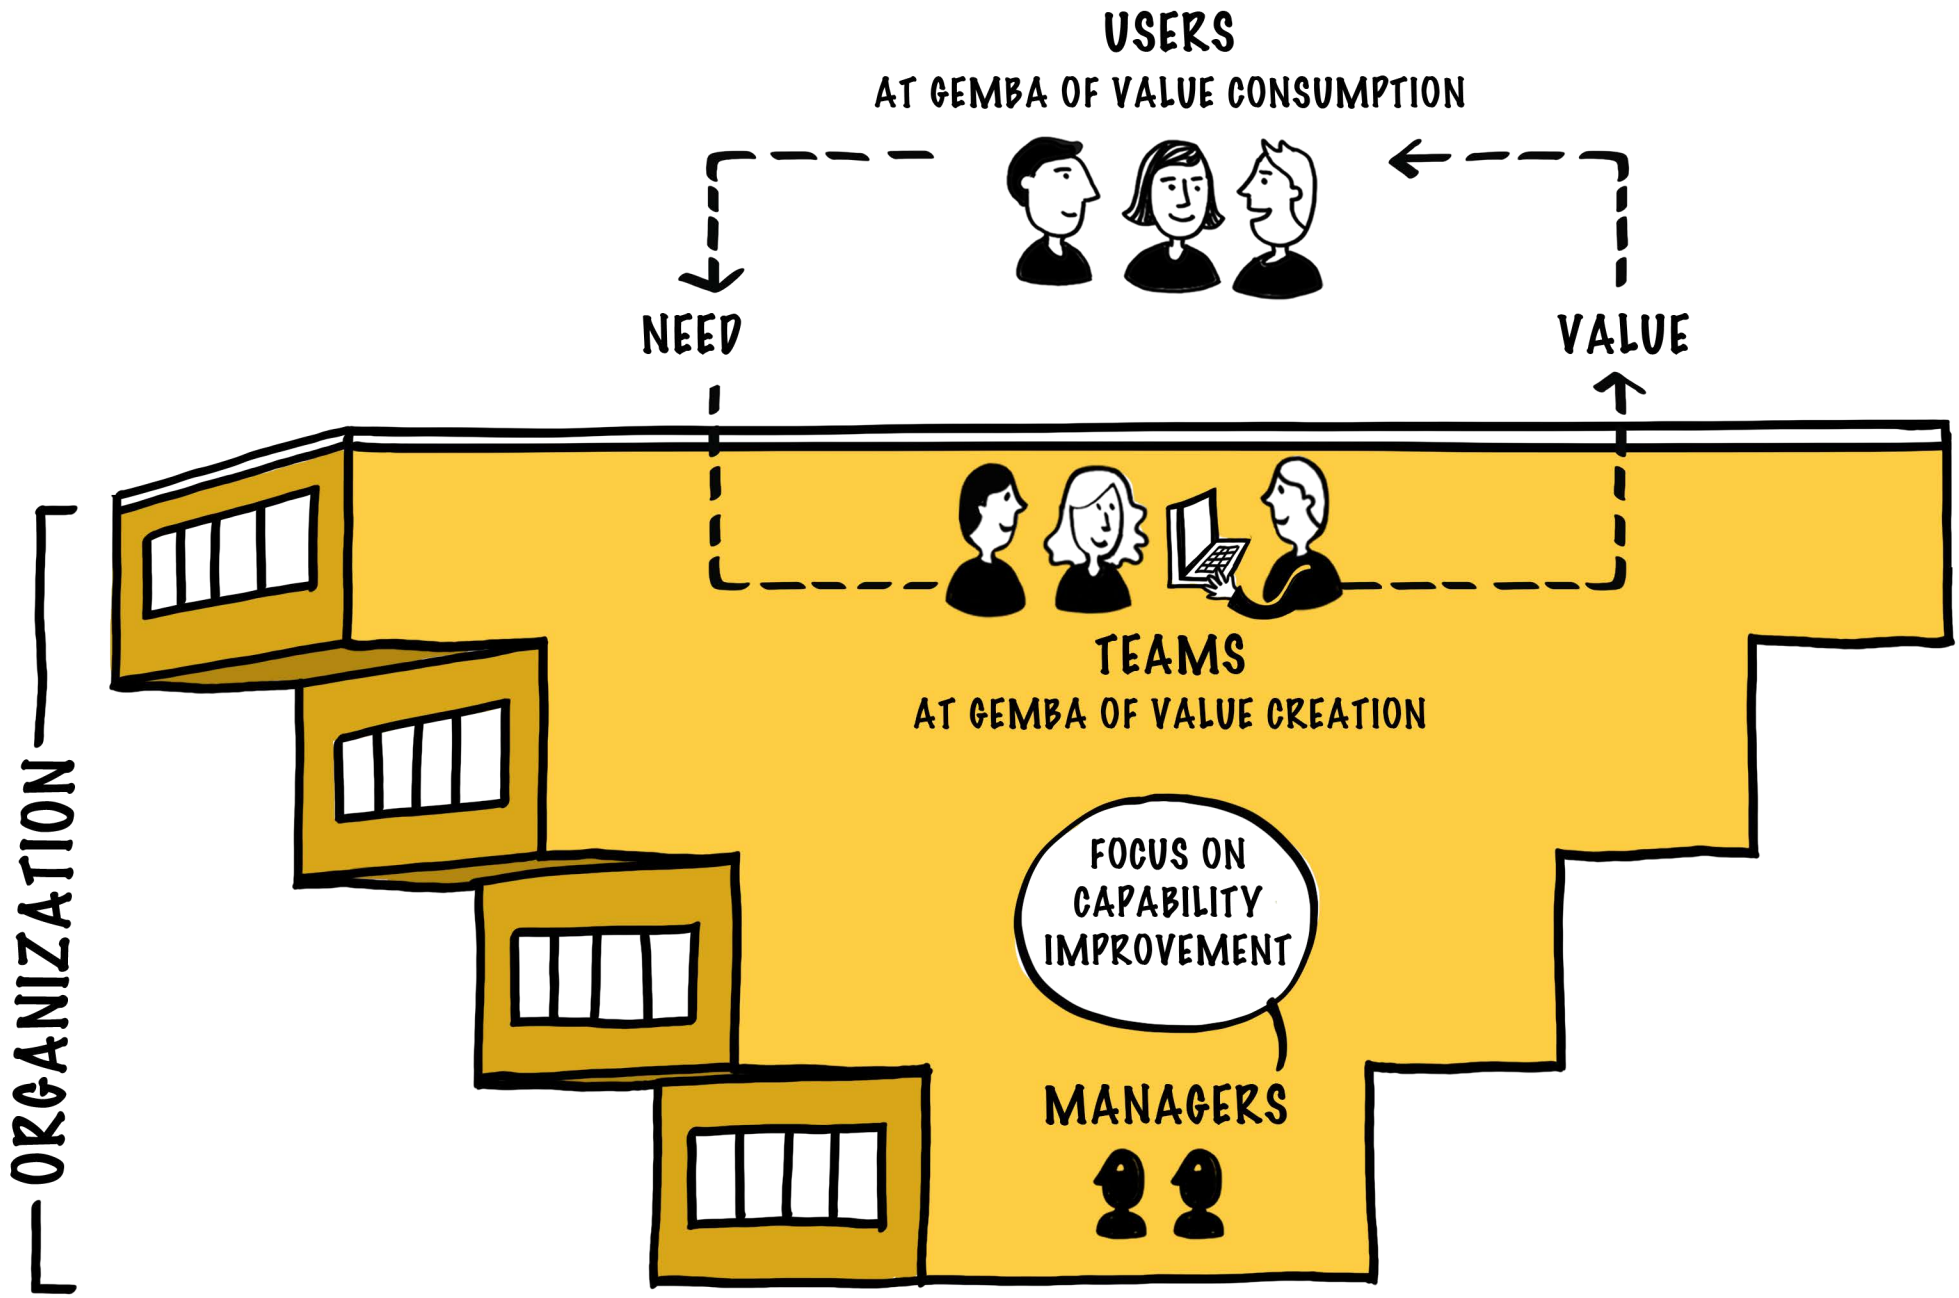 USERS
AT GEMBA OF VALUE CONSUMPTION
NEED
VALUE
TEAMS
AT GEMBA OF VALUE CREATION
FOCUS ON
CAPABILITY
IMPROVEMENT
MANAGERS
ORGANIZATION